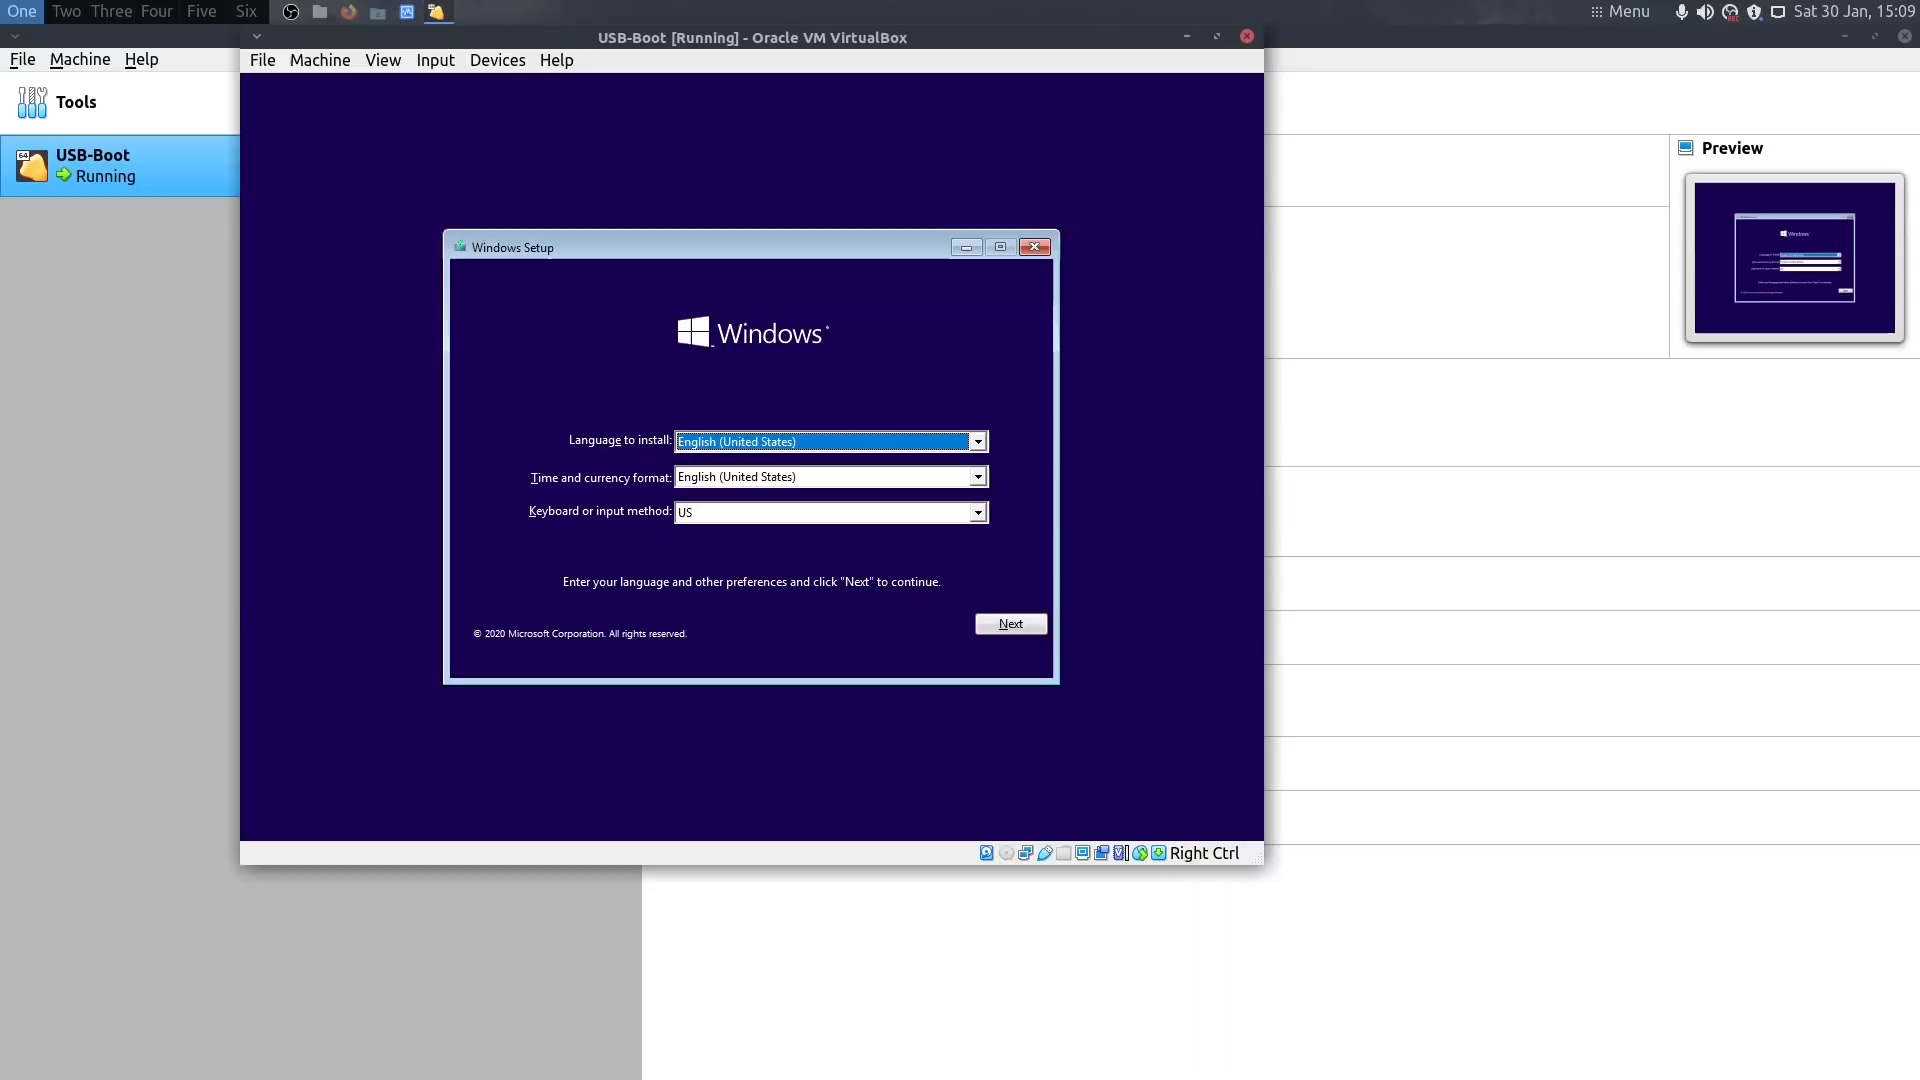 One Two Three Four Five Six
Menu
Sat 30 Jan, 15:09
USB-Boot [Running] - Oracle VM VirtualBox
File Machine Help
File Machine View Input Devices Help
Tools
USB-Boot
Running
Preview
Windows Setup
Windows
Language to install: English (United States)
Time and currency format: English (United States)
Keyboard or input method: US
Enter your language and other preferences and click "Next" to continue.
Next
© 2020 Microsoft Corporation. All rights reserved.
Right Ctrl